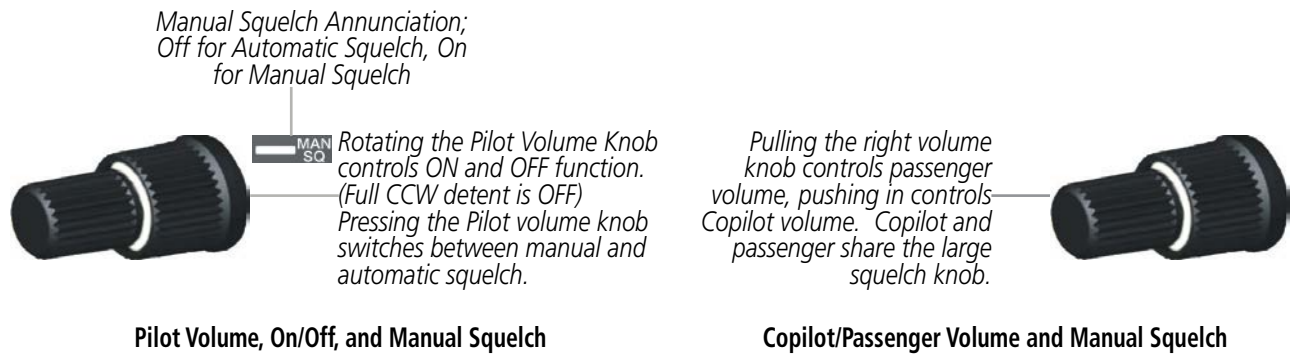 Manual Squelch Annunciation;
Off for Automatic Squelch, On
for Manual Squelch
MAN
SQ
Rotating the Pilot Volume Knob
controls ON and OFF function.
(Full CCW detent is OFF)
Pressing the Pilot volume knob
switches between manual and
automatic squelch.
Pilot Volume, On/Off, and Manual Squelch
Pulling the right volume
knob controls passenger
volume, pushing in controls
Copilot volume. Copilot and
passenger share the large
squelch knob.
Copilot/Passenger Volume and Manual Squelch